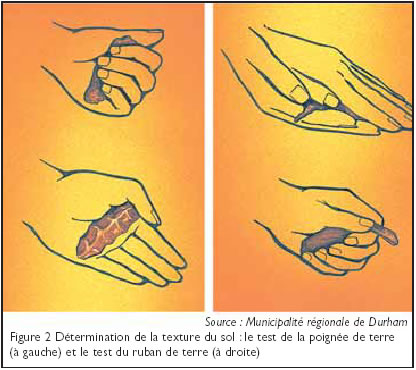 Source : Municipalité régionale de Durham
Figure 2 Détermination de la texture du sol : le test de la poignée de terre
(à gauche) et le test du ruban de terre (à droite)